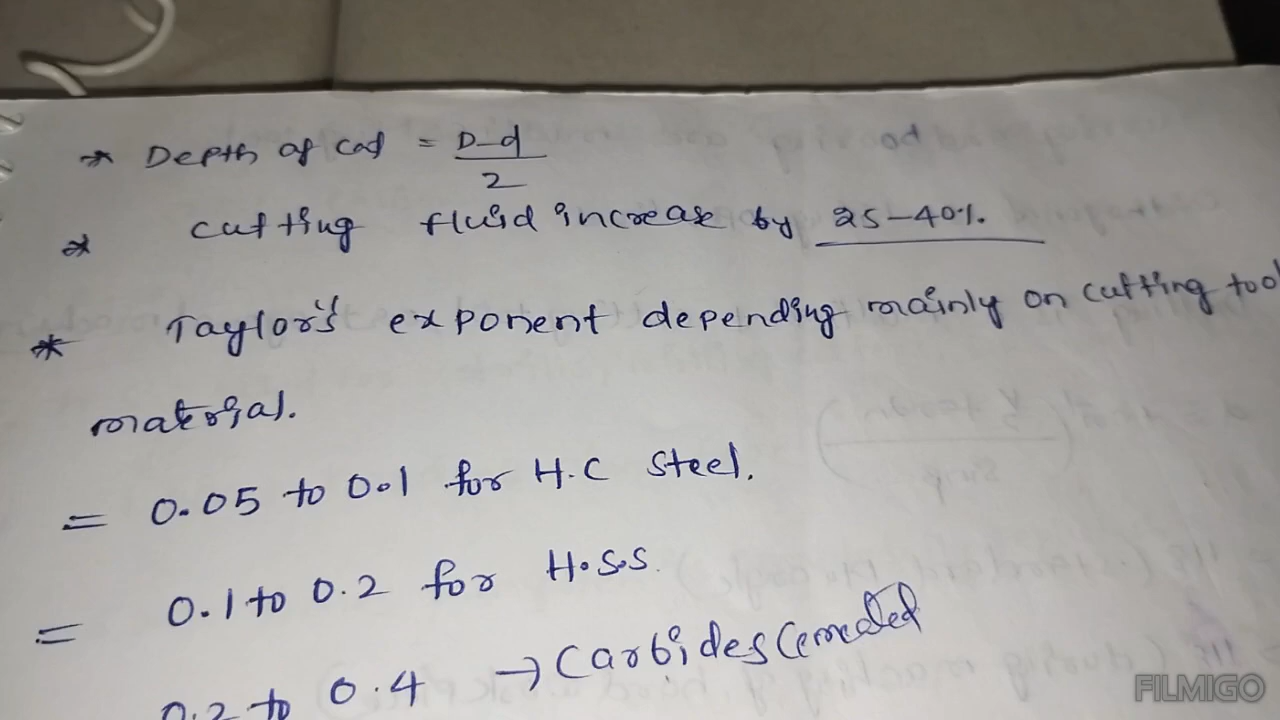 * Depth of cut = D-d/2
* cutting fluid increase by 25-40%.
* Taylor's exponent depending mainly on cutting tool
material.
= 0.05 to 0.1 for H.C Steel.
= 0.1 to 0.2 for H.S.S.
0.2 to 0.4 → Carbides Cemented
FILMIGO